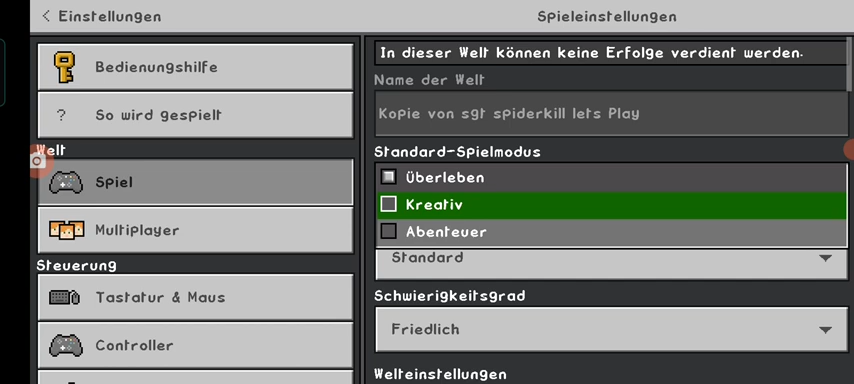 Einstellungen
Spieleinstellungen
Bedienungshilfe
? So wird gespielt
Welt
Spiel
Multiplayer
Steuerung
Tastatur & Maus
Controller
In dieser Welt können keine Erfolge verdient werden.
Name der Welt
Kopie von sgt spiderkill lets Play
Standard-Spielmodus
Überleben
Kreativ
Abenteuer
Standard
Schwierigkeitsgrad
Friedlich
Welteinstellungen